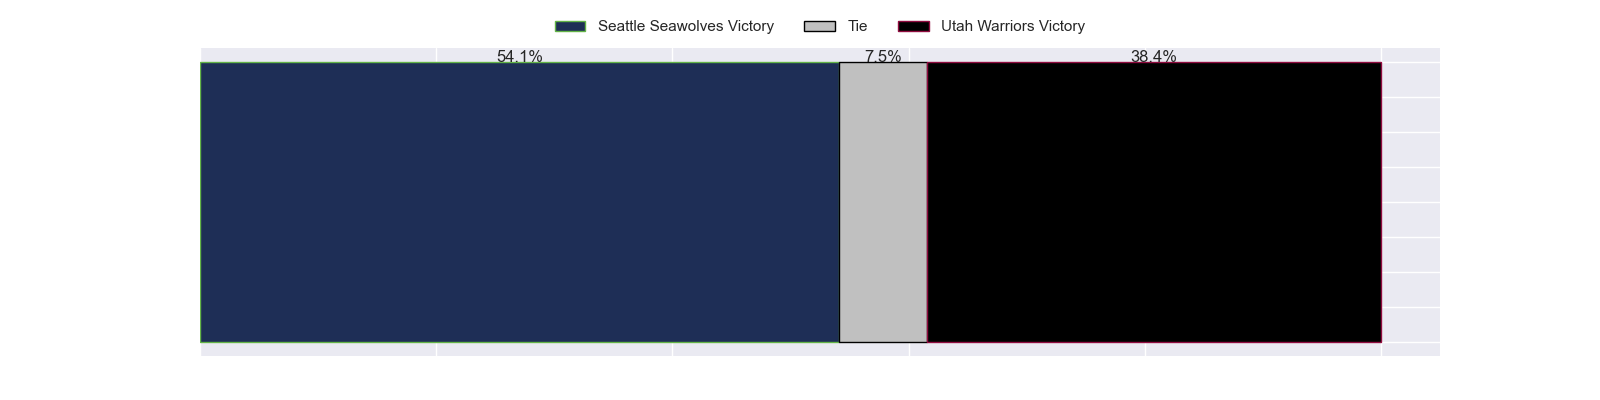 Seattle Seawolves Victory Tie Utah Warriors Victory
54.1% 7.5% 38.4%